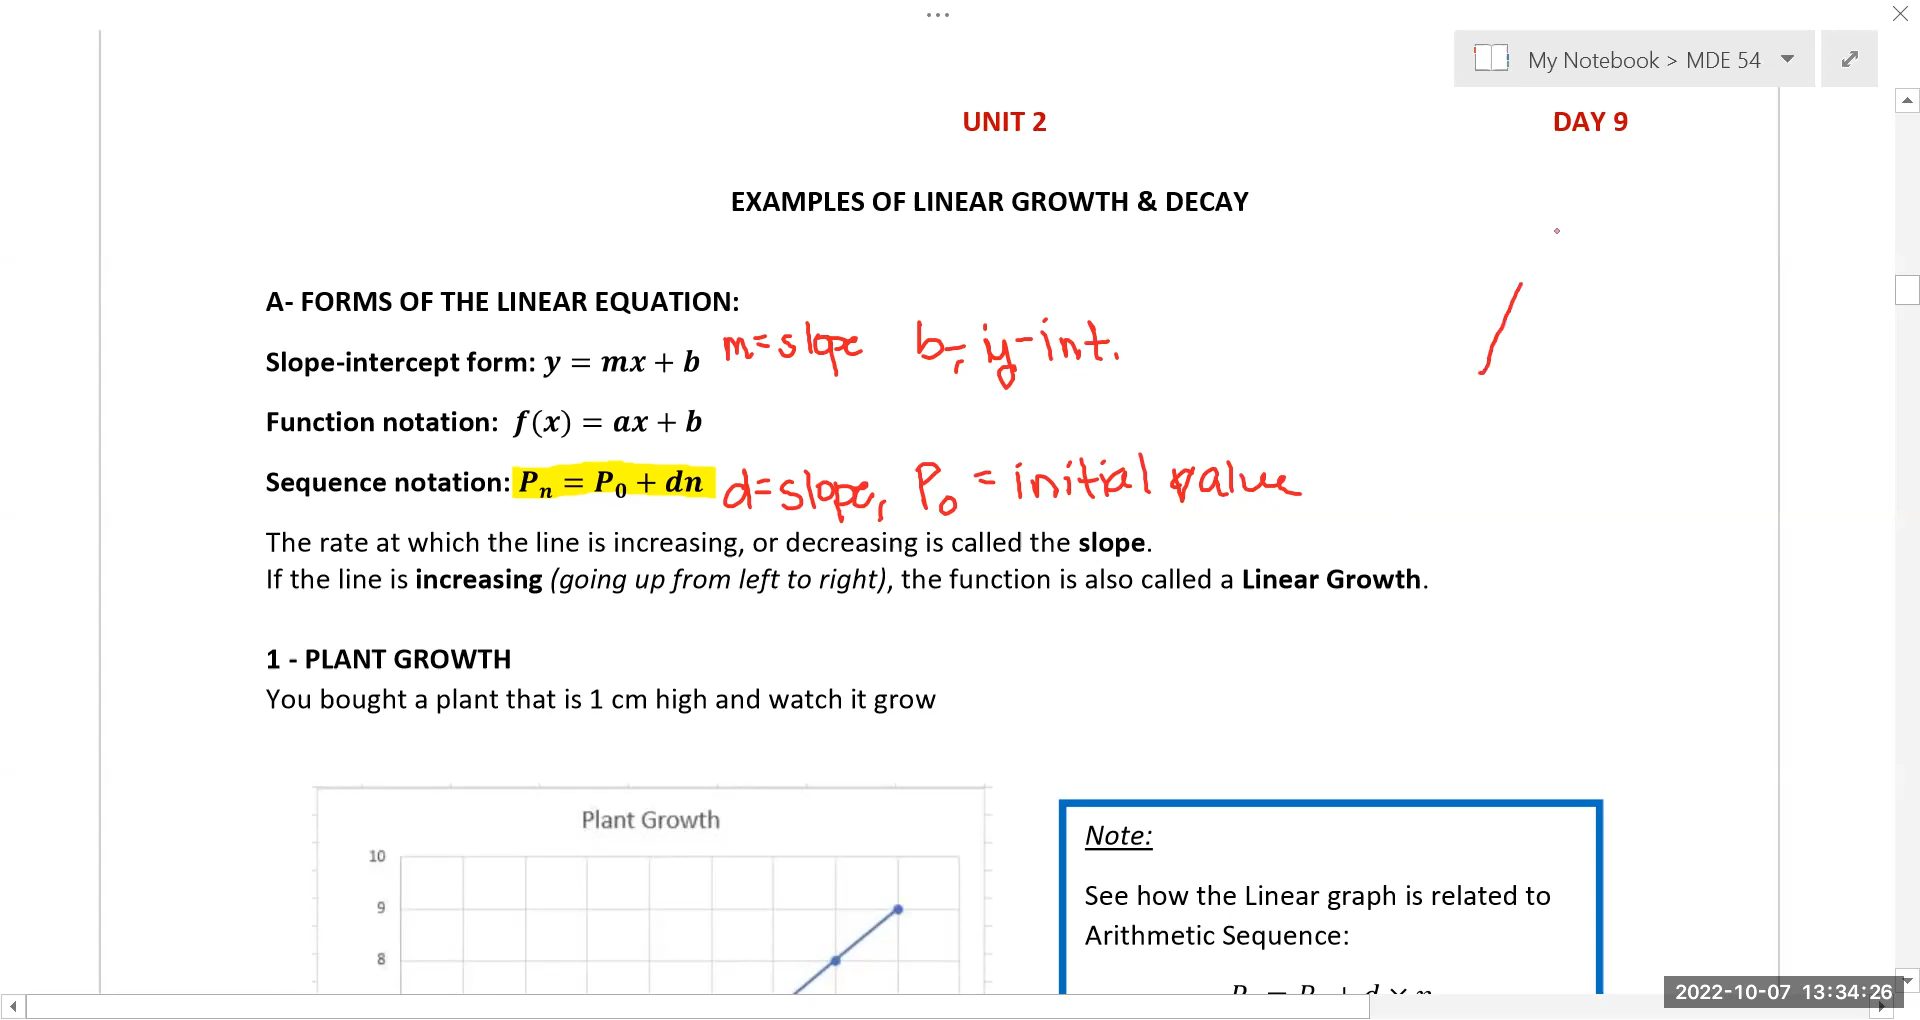 My Notebook > MDE 54
UNIT 2 DAY 9
EXAMPLES OF LINEAR GROWTH & DECAY
A- FORMS OF THE LINEAR EQUATION:
Slope-intercept form: y = mx + b m=slope b= y-int.
Function notation: f(x) = ax + b
Sequence notation: Pₙ = P₀ + dn d=slope, P₀ = initial value
The rate at which the line is increasing, or decreasing is called the slope.
If the line is increasing (going up from left to right), the function is also called a Linear Growth.
1 - PLANT GROWTH
You bought a plant that is 1 cm high and watch it grow
Plant Growth
10
9
8
Note:
See how the Linear graph is related to
Arithmetic Sequence:
2022-10-07 13:34:26